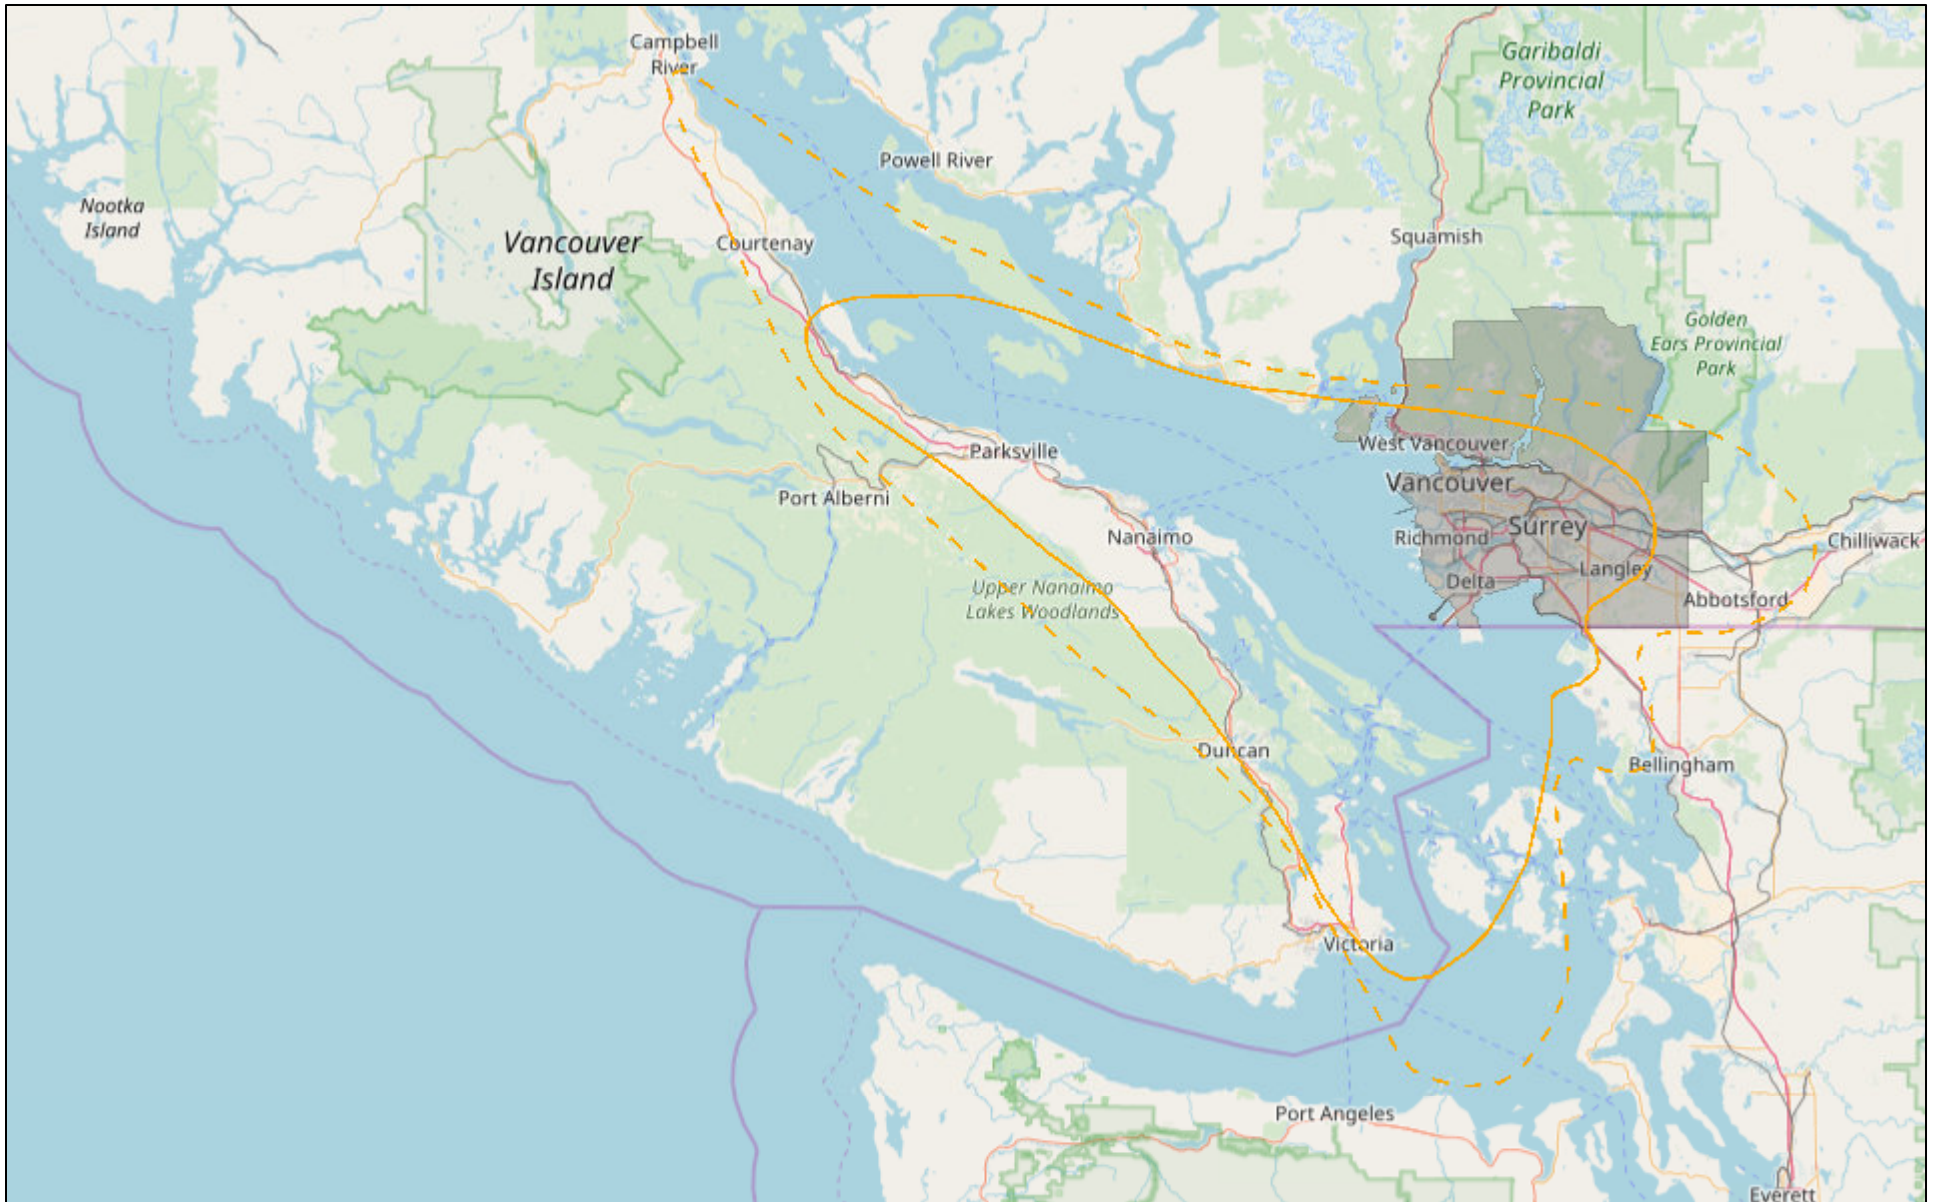 Campbell
River
Garibaldi
Provincial
Park
Powell River
Nootka
Island
Vancouver
Island
Courtenay
Squamish
Golden
Ears Provincial
Park
West Vancouver
Parksville
Vancouver
Port Alberni
Surrey
Richmond
Nanaimo
Chilliwack
Langley
Delta
Upper Nanaimo
Lakes Woodlands
Abbotsford
Duncan
Bellingham
Victoria
Port Angeles
Everett